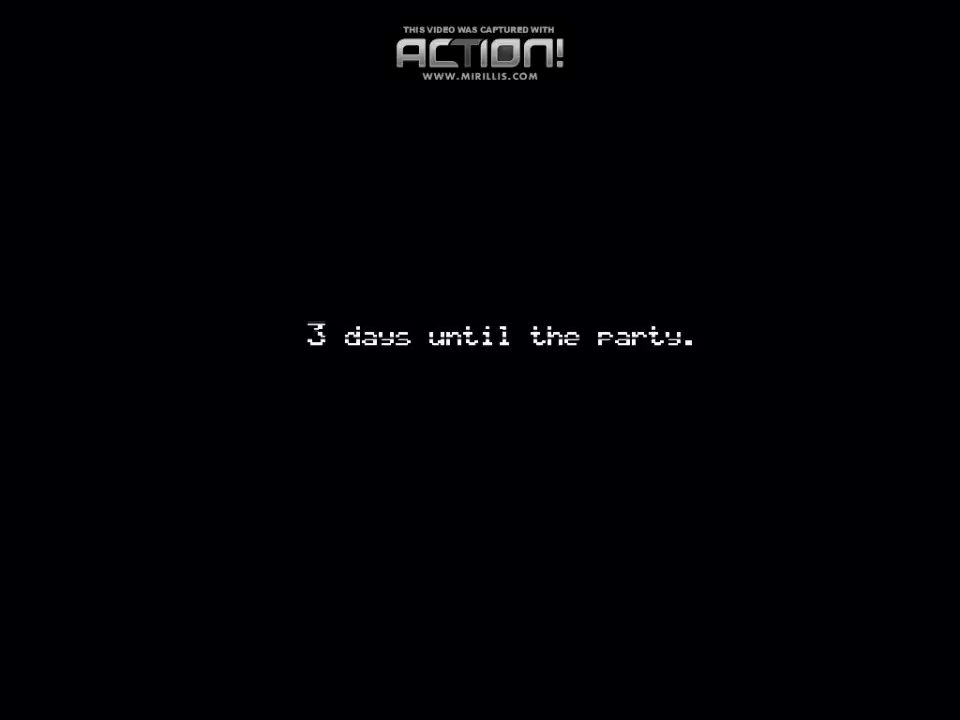 THIS VIDEO WAS CAPTURED WITH
ACTION!
WWW.MIRILLIS.COM
3 days until the party.